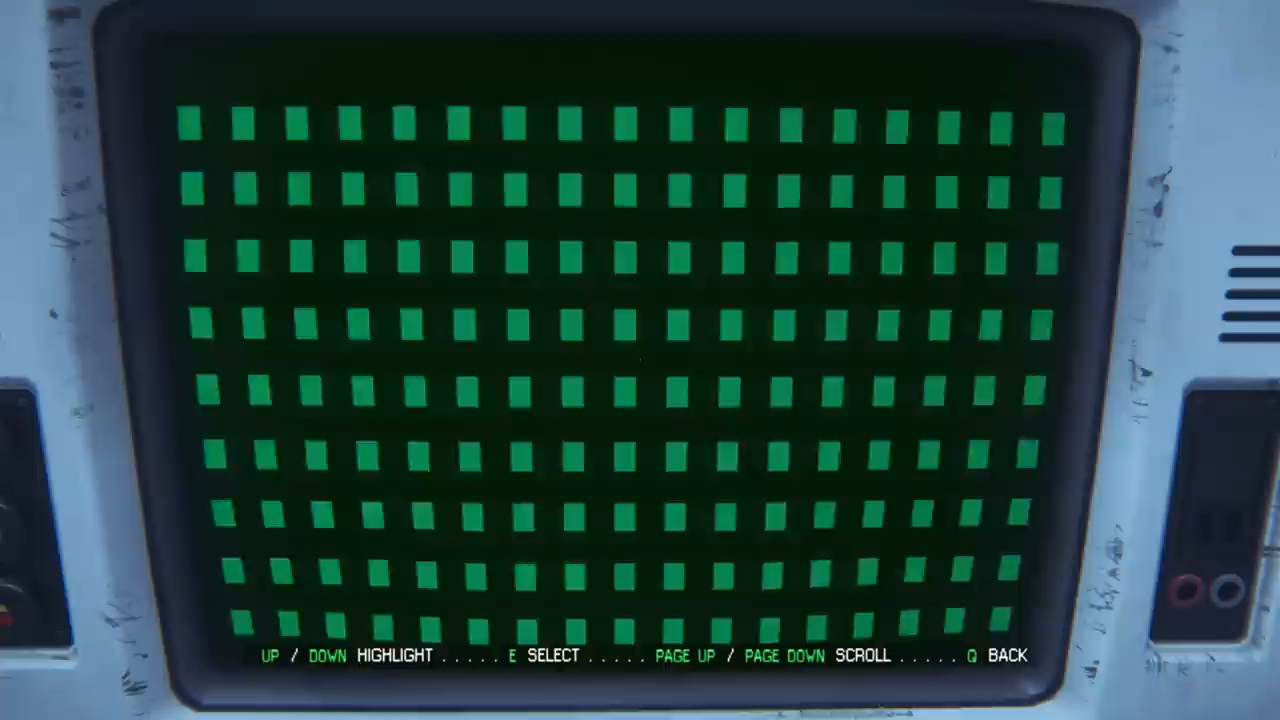 UP / DOWN HIGHLIGHT ..... E SELECT ..... PAGE UP / PAGE DOWN SCROLL ..... Q BACK